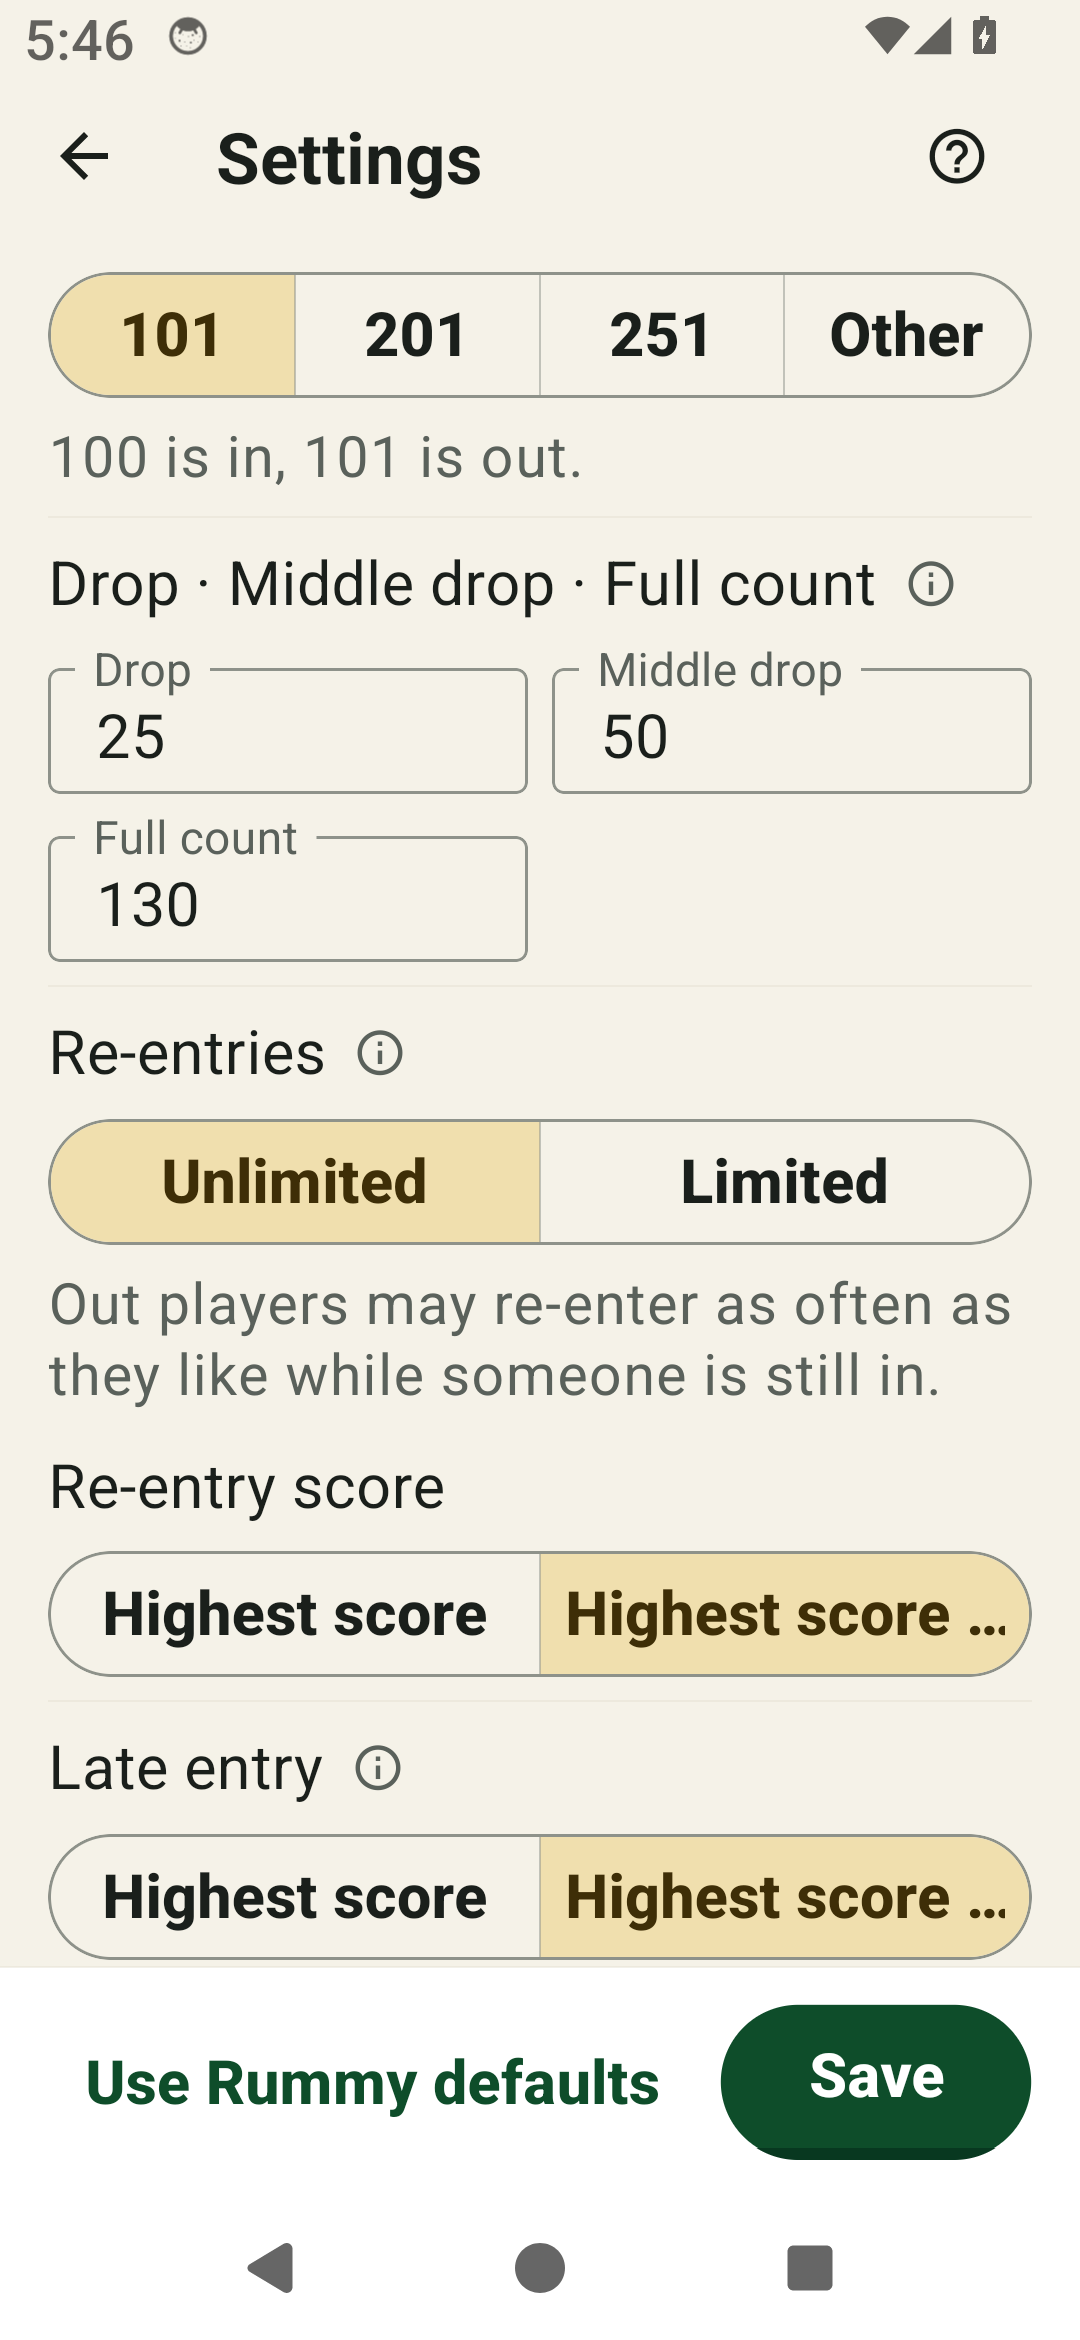 5:46
Settings
101 201 251 Other
100 is in, 101 is out.
Drop · Middle drop · Full count
Drop Middle drop
25 50
Full count
130
Re-entries
Unlimited Limited
Out players may re-enter as often as
they like while someone is still in.
Re-entry score
Highest score Highest score ...
Late entry
Highest score Highest score ...
Use Rummy defaults Save